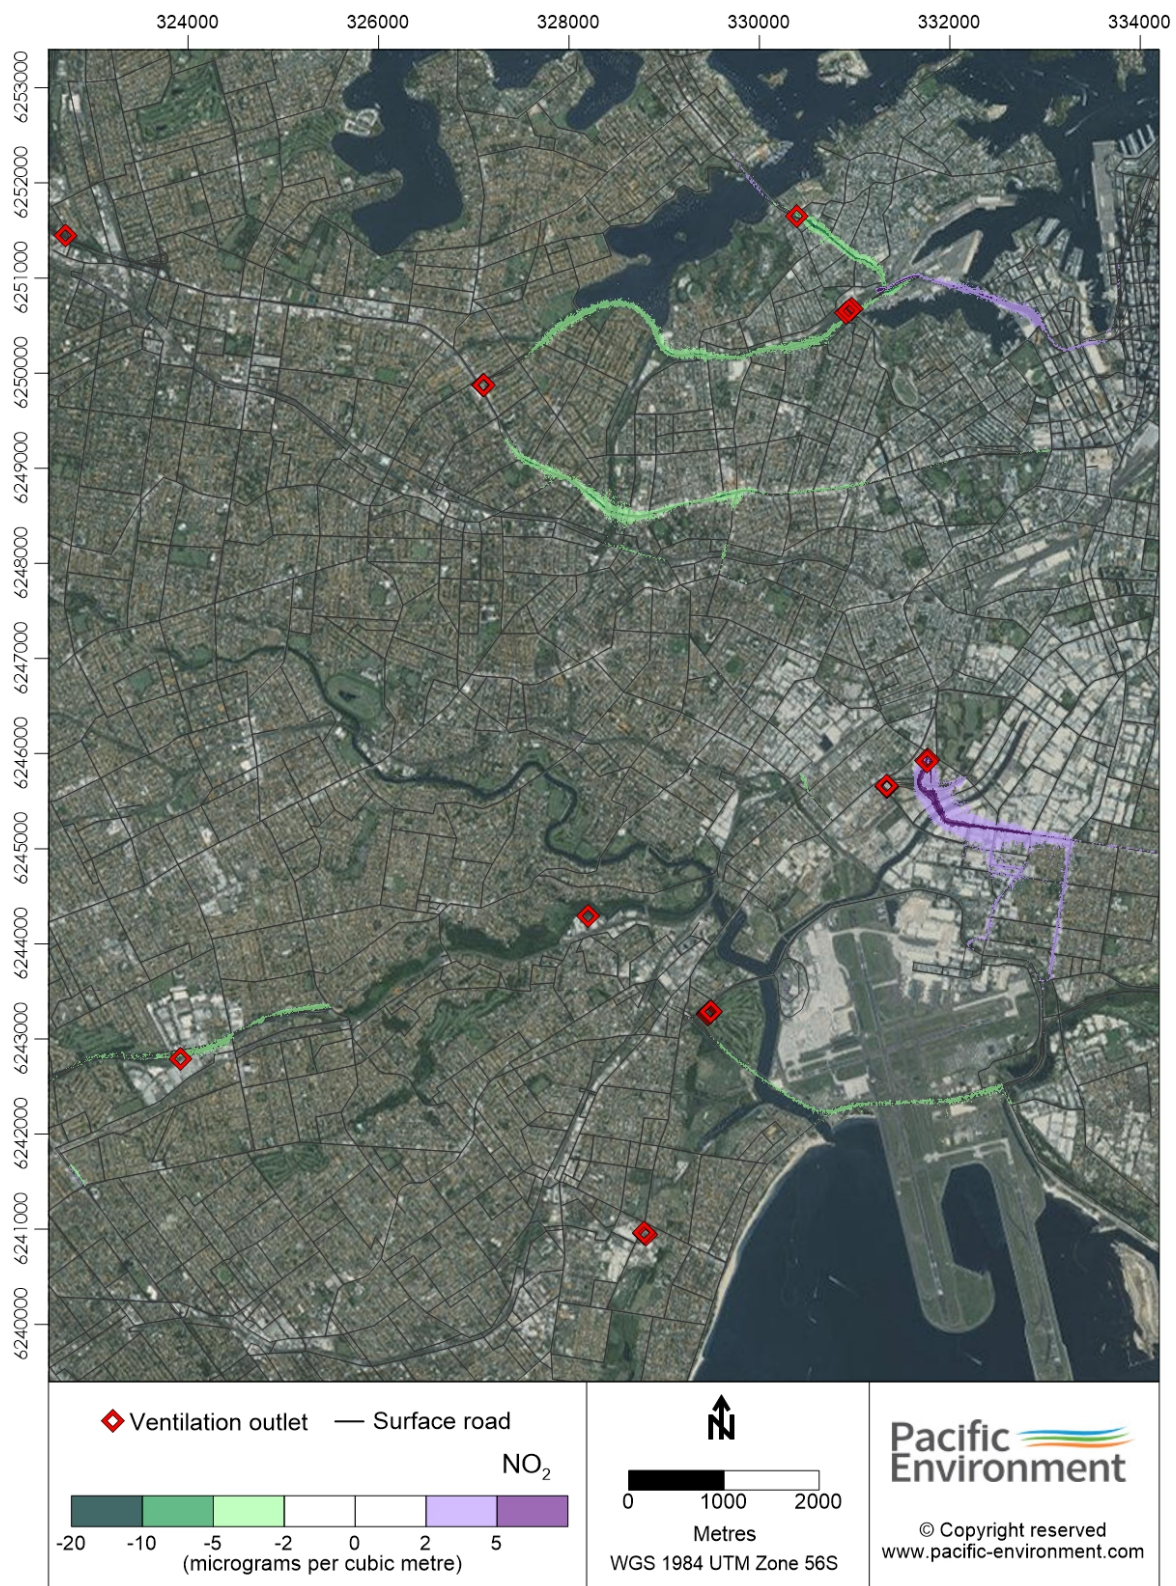 324000 326000 328000 330000 332000 334000
6253000
6252000
6251000
6250000
6249000
6248000
6247000
6246000
6245000
6244000
6243000
6242000
6241000
6240000
Ventilation outlet
Surface road
NO₂
-20 -10 -5 -2 0 2 5
(micrograms per cubic metre)
N
0 1000 2000
Metres
WGS 1984 UTM Zone 56S
Pacific
Environment
© Copyright reserved
www.pacific-environment.com